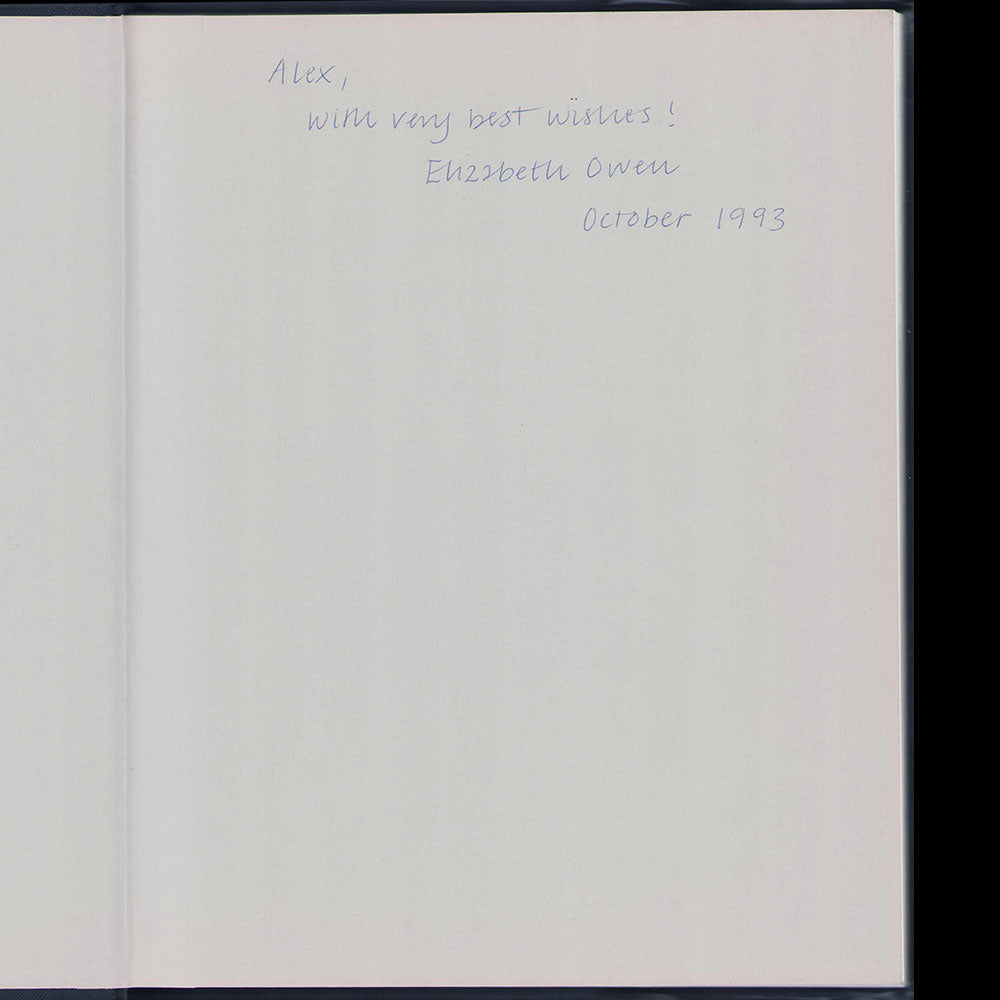 Alex,
with very best wishes!
Elizabeth Owen
October 1993